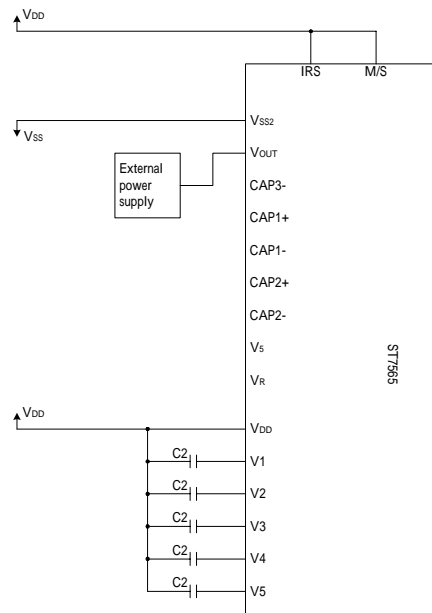 VDD
IRS M/S
VSS2
VSS
VOUT
External
power
supply
CAP3-
CAP1+
CAP1-
CAP2+
CAP2-
V5
VR
ST7565
VDD
VDD
C2 V1
C2 V2
C2 V3
C2 V4
C2 V5